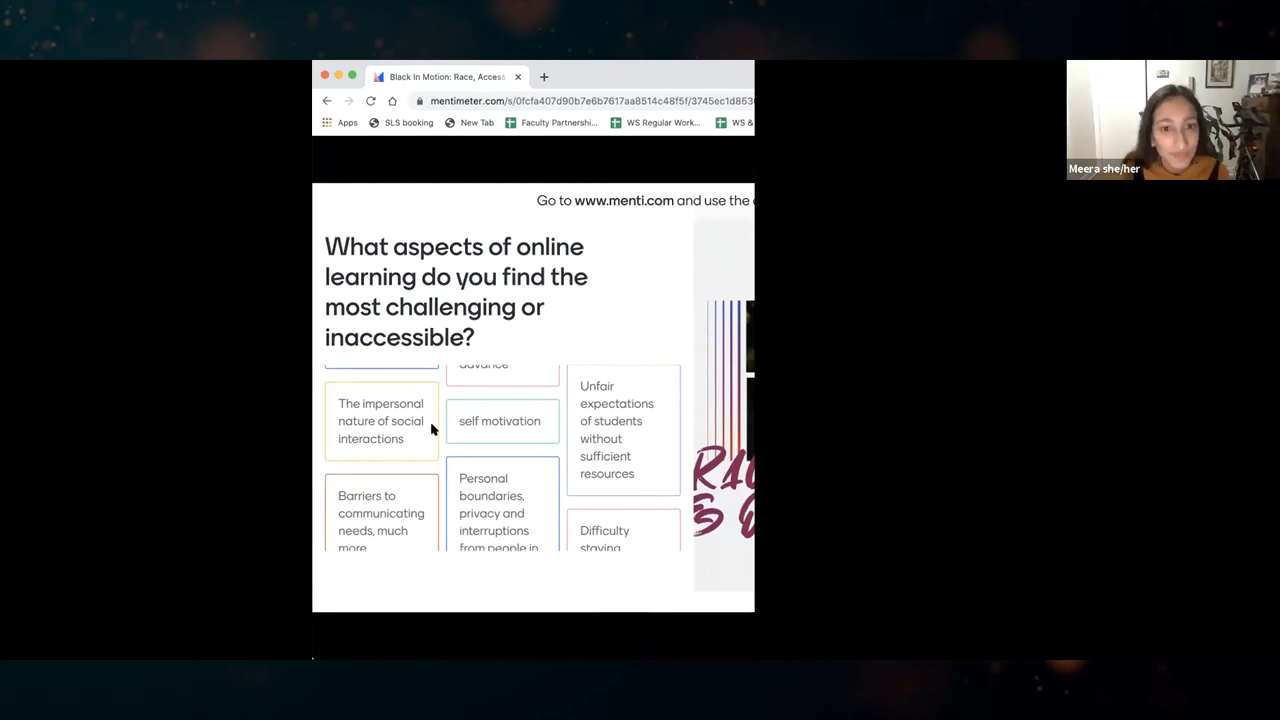 Black In Motion: Race, Access
mentimeter.com/s/0fcfa407d90b7e6b7617aa8514c48f5f/3745ec1d853
Apps SLS booking New Tab Faculty Partnershi... WS Regular Work... WS &
Go to www.menti.com and use the
What aspects of online
learning do you find the
most challenging or
inaccessible?
The impersonal
nature of social
interactions
Barriers to
communicating
needs, much
more
advance
self motivation
Personal
boundaries,
privacy and
interruptions
from people in
Unfair
expectations
of students
without
sufficient
resources
Difficulty
staying
Meera she/her